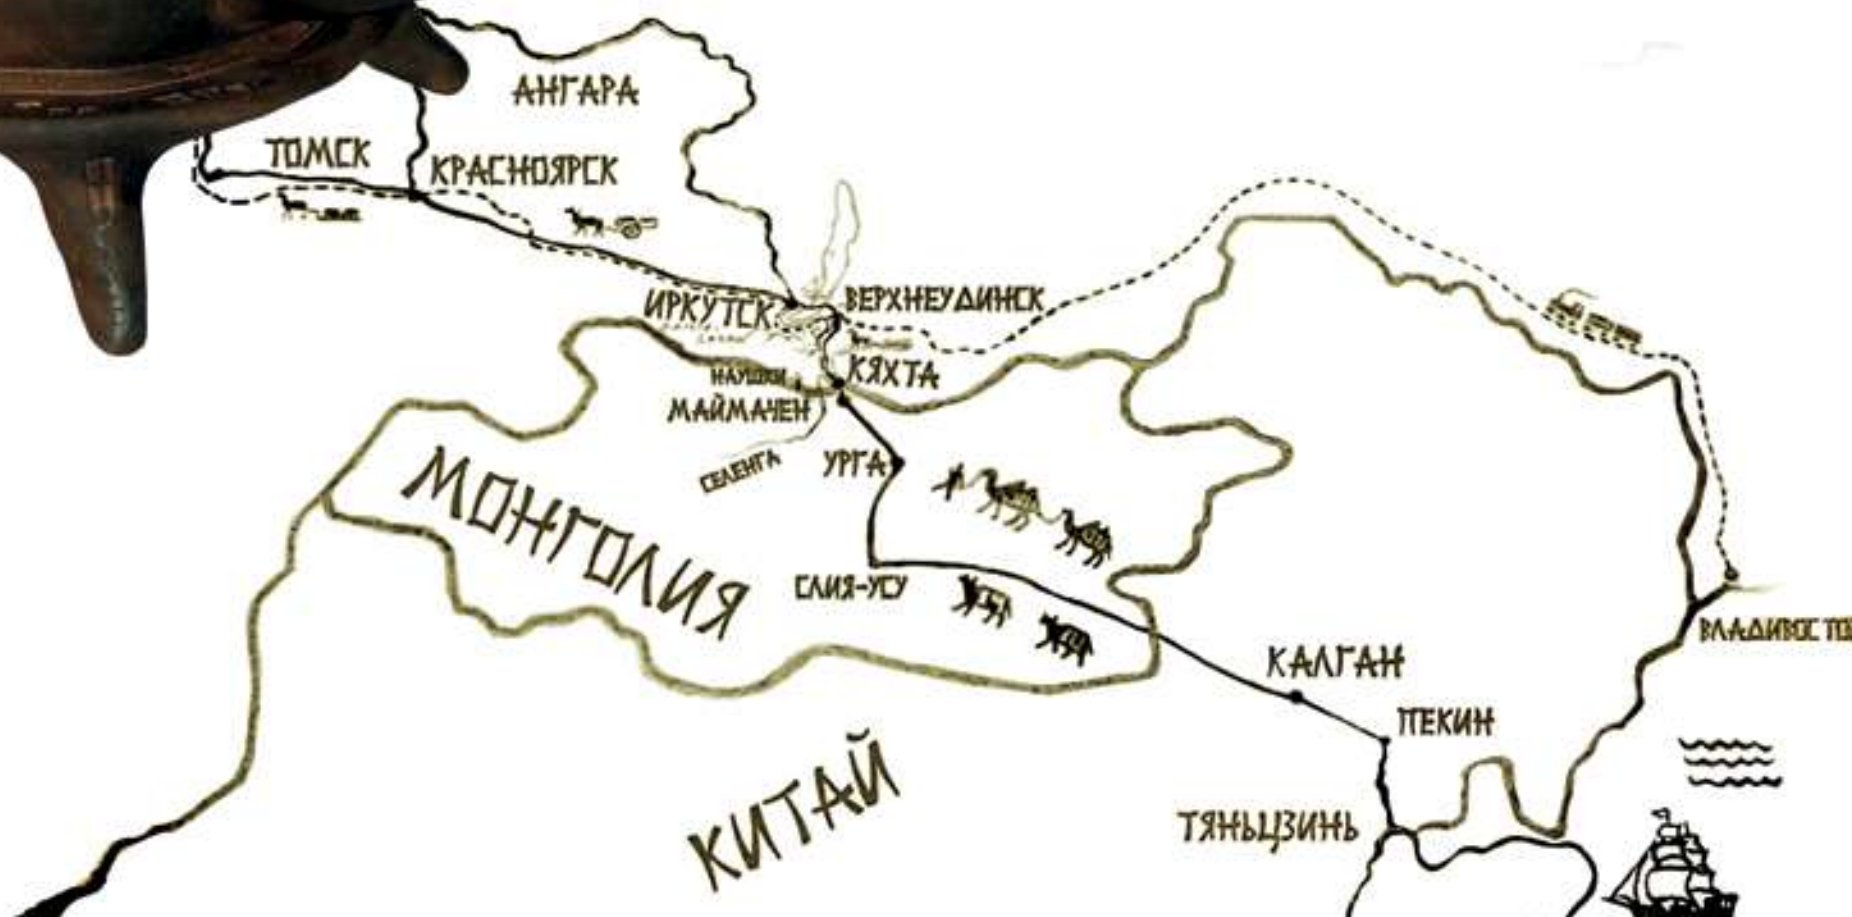 АНГАРА
ТОМСК
КРАСНОЯРСК
ИРКУТСК
ВЕРХНЕУДИНСК
КЯХТА
НАУШКИ
МАЙМАЧЕН
УРГА
СЕЛЕНГА
МОНГОЛИЯ
СЛИЯ-УСУ
ВЛАДИВОСТО
КАЛГАН
ПЕКИН
КИТАЙ
ТЯНЬЦЗИНЬ